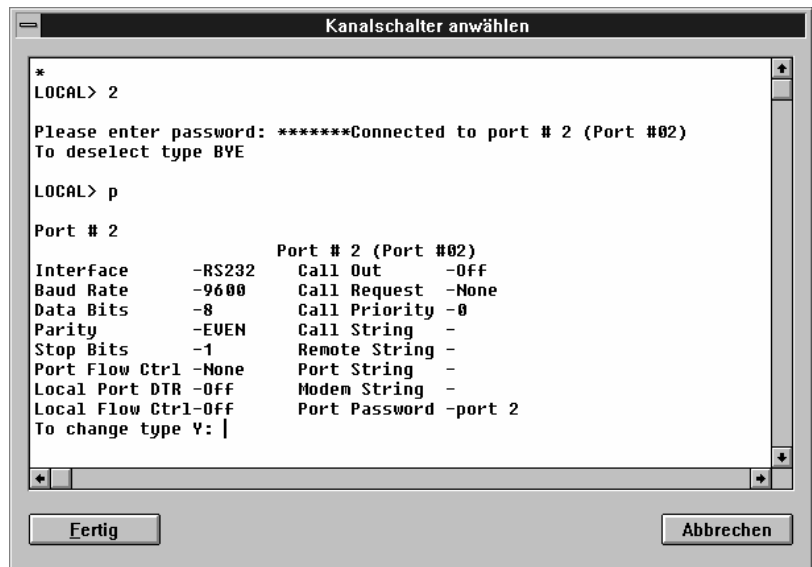 Kanalschalter anwählen
*
LOCAL> 2
Please enter password: *******Connected to port # 2 (Port #02)
To deselect type BYE
LOCAL> p
Port # 2
Port # 2 (Port #02)
Interface -RS232 Call Out -Off
Baud Rate -9600 Call Request -None
Data Bits -8 Call Priority -0
Parity -EVEN Call String -
Stop Bits -1 Remote String -
Port Flow Ctrl -None Port String -
Local Port DTR -Off Modem String -
Local Flow Ctrl-Off Port Password -port 2
To change type Y:
Fertig Abbrechen